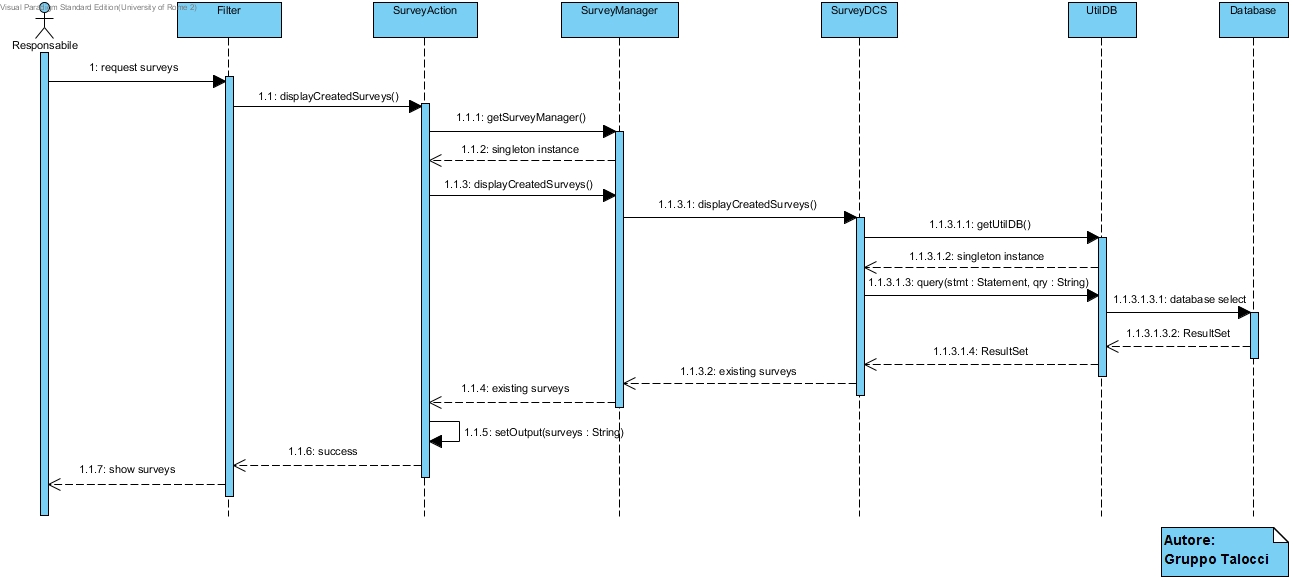 Visual Paradigm Standard Edition(University of Rome 2)
Filter
SurveyAction
SurveyManager
SurveyDCS
UtilDB
Database
Responsabile
1: request surveys
1.1: displayCreatedSurveys()
1.1.1: getSurveyManager()
1.1.2: singleton instance
1.1.3: displayCreatedSurveys()
1.1.3.1: displayCreatedSurveys()
1.1.3.1.1: getUtilDB()
1.1.3.1.2: singleton instance
1.1.3.1.3: query(stmt : Statement, qry : String)
1.1.3.1.3.1: database select
1.1.3.1.3.2: ResultSet
1.1.3.1.4: ResultSet
1.1.3.2: existing surveys
1.1.4: existing surveys
1.1.5: setOutput(surveys : String)
1.1.6: success
1.1.7: show surveys
Autore:
Gruppo Talocci